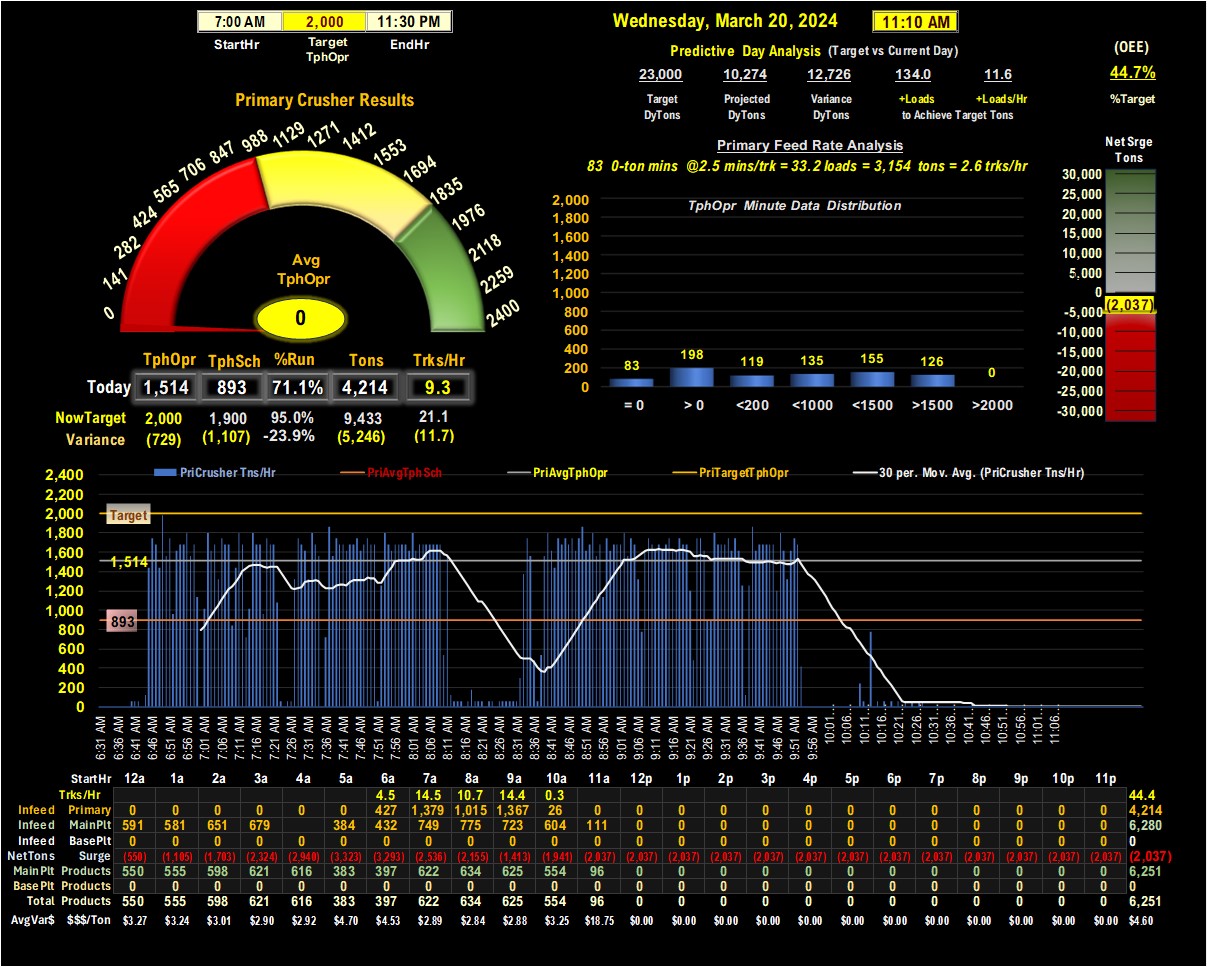 7:00 AM 2,000 11:30 PM
StartHr Target TphOpr EndHr
Wednesday, March 20, 2024 11:10 AM
Predictive Day Analysis (Target vs Current Day)
(OEE)
23,000 10,274 12,726 134.0 11.6
44.7%
Target DyTons Projected DyTons Variance DyTons +Loads +Loads/Hr
to Achieve Target Tons
%Target
Primary Crusher Results
0 141 282 424 565 706 847 988 1129 1271 1412 1553 1694 1835 1976 2118 2259 2400
Avg
TphOpr
0
Primary Feed Rate Analysis
83 0-ton mins @2.5 mins/trk = 33.2 loads = 3,154 tons = 2.6 trks/hr
TphOpr Minute Data Distribution
2,000
1,800
1,600
1,400
1,200
1,000
800
600
400
200
0
83 198 119 135 155 126 0
= 0 > 0 <200 <1000 <1500 >1500 >2000
Net Srge
Tons
30,000
25,000
20,000
15,000
10,000
5,000
0
(2,037)
-5,000
-10,000
-15,000
-20,000
-25,000
-30,000
TphOpr TphSch %Run Tons Trks/Hr
Today 1,514 893 71.1% 4,214 9.3
NowTarget 2,000 1,900 95.0% 9,433 21.1
Variance (729) (1,107) -23.9% (5,246) (11.7)
PriCrusher Tns/Hr PriAvgTphSch PriAvgTphOpr PriTargetTphOpr 30 per. Mov. Avg. (PriCrusher Tns/Hr)
2,400
2,200
2,000
1,800
1,600
1,400
1,200
1,000
800
600
400
200
0
Target
1,514
893
6:31 AM 6:36 AM 6:41 AM 6:46 AM 6:51 AM 6:56 AM 7:01 AM 7:06 AM 7:11 AM 7:16 AM 7:21 AM 7:26 AM 7:31 AM 7:36 AM 7:41 AM 7:46 AM 7:51 AM 7:56 AM 8:01 AM 8:06 AM 8:11 AM 8:16 AM 8:21 AM 8:26 AM 8:31 AM 8:36 AM 8:41 AM 8:46 AM 8:51 AM 8:56 AM 9:01 AM 9:06 AM 9:11 AM 9:16 AM 9:21 AM 9:26 AM 9:31 AM 9:36 AM 9:41 AM 9:46 AM 9:51 AM 9:56 AM 10:01… 10:06… 10:11… 10:16… 10:21… 10:26… 10:31… 10:36… 10:41… 10:46… 10:51… 10:56… 11:01… 11:06…
StartHr 12a 1a 2a 3a 4a 5a 6a 7a 8a 9a 10a 11a 12p 1p 2p 3p 4p 5p 6p 7p 8p 9p 10p 11p
Trks/Hr 4.5 14.5 10.7 14.4 0.3 44.4
Infeed Primary 0 0 0 0 0 0 427 1,379 1,015 1,367 26 0 0 0 0 0 0 0 0 0 0 0 0 0 4,214
Infeed MainPlt 591 581 651 679 384 432 749 775 723 604 111 0 0 0 0 0 0 0 0 0 0 0 0 6,280
Infeed BasePlt 0 0 0 0 0 0 0 0 0 0 0 0 0 0 0 0 0 0 0 0 0 0 0 0 0
NetTons Surge (550) (1,105) (1,703) (2,324) (2,940) (3,323) (3,293) (2,536) (2,155) (1,413) (1,941) (2,037) (2,037) (2,037) (2,037) (2,037) (2,037) (2,037) (2,037) (2,037) (2,037) (2,037) (2,037) (2,037) (2,037)
MainPlt Products 550 555 598 621 616 383 397 622 634 625 554 96 0 0 0 0 0 0 0 0 0 0 0 0 6,251
BasePlt Products 0 0 0 0 0 0 0 0 0 0 0 0 0 0 0 0 0 0 0 0 0 0 0 0 0
Total Products 550 555 598 621 616 383 397 622 634 625 554 96 0 0 0 0 0 0 0 0 0 0 0 0 6,251
AvgVar$ $$$/Ton $3.27 $3.24 $3.01 $2.90 $2.92 $4.70 $4.53 $2.89 $2.84 $2.88 $3.25 $18.75 $0.00 $0.00 $0.00 $0.00 $0.00 $0.00 $0.00 $0.00 $0.00 $0.00 $0.00 $0.00 $4.60